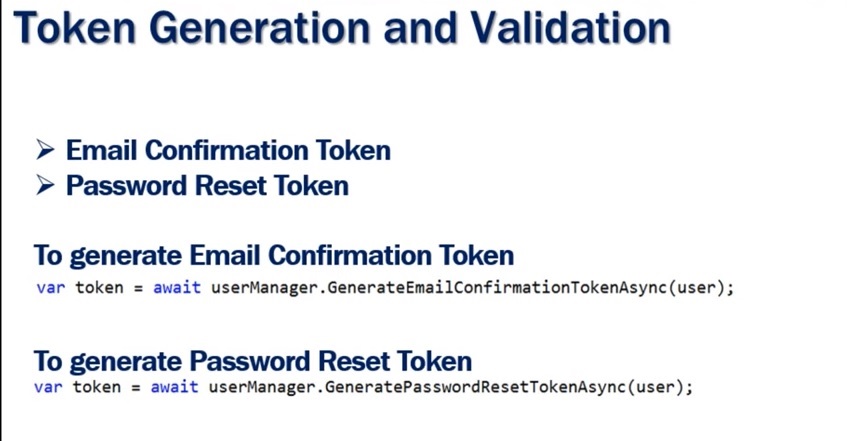 Token Generation and Validation
➢ Email Confirmation Token
➢ Password Reset Token
To generate Email Confirmation Token
var token = await userManager.GenerateEmailConfirmationTokenAsync(user);
To generate Password Reset Token
var token = await userManager.GeneratePasswordResetTokenAsync(user);